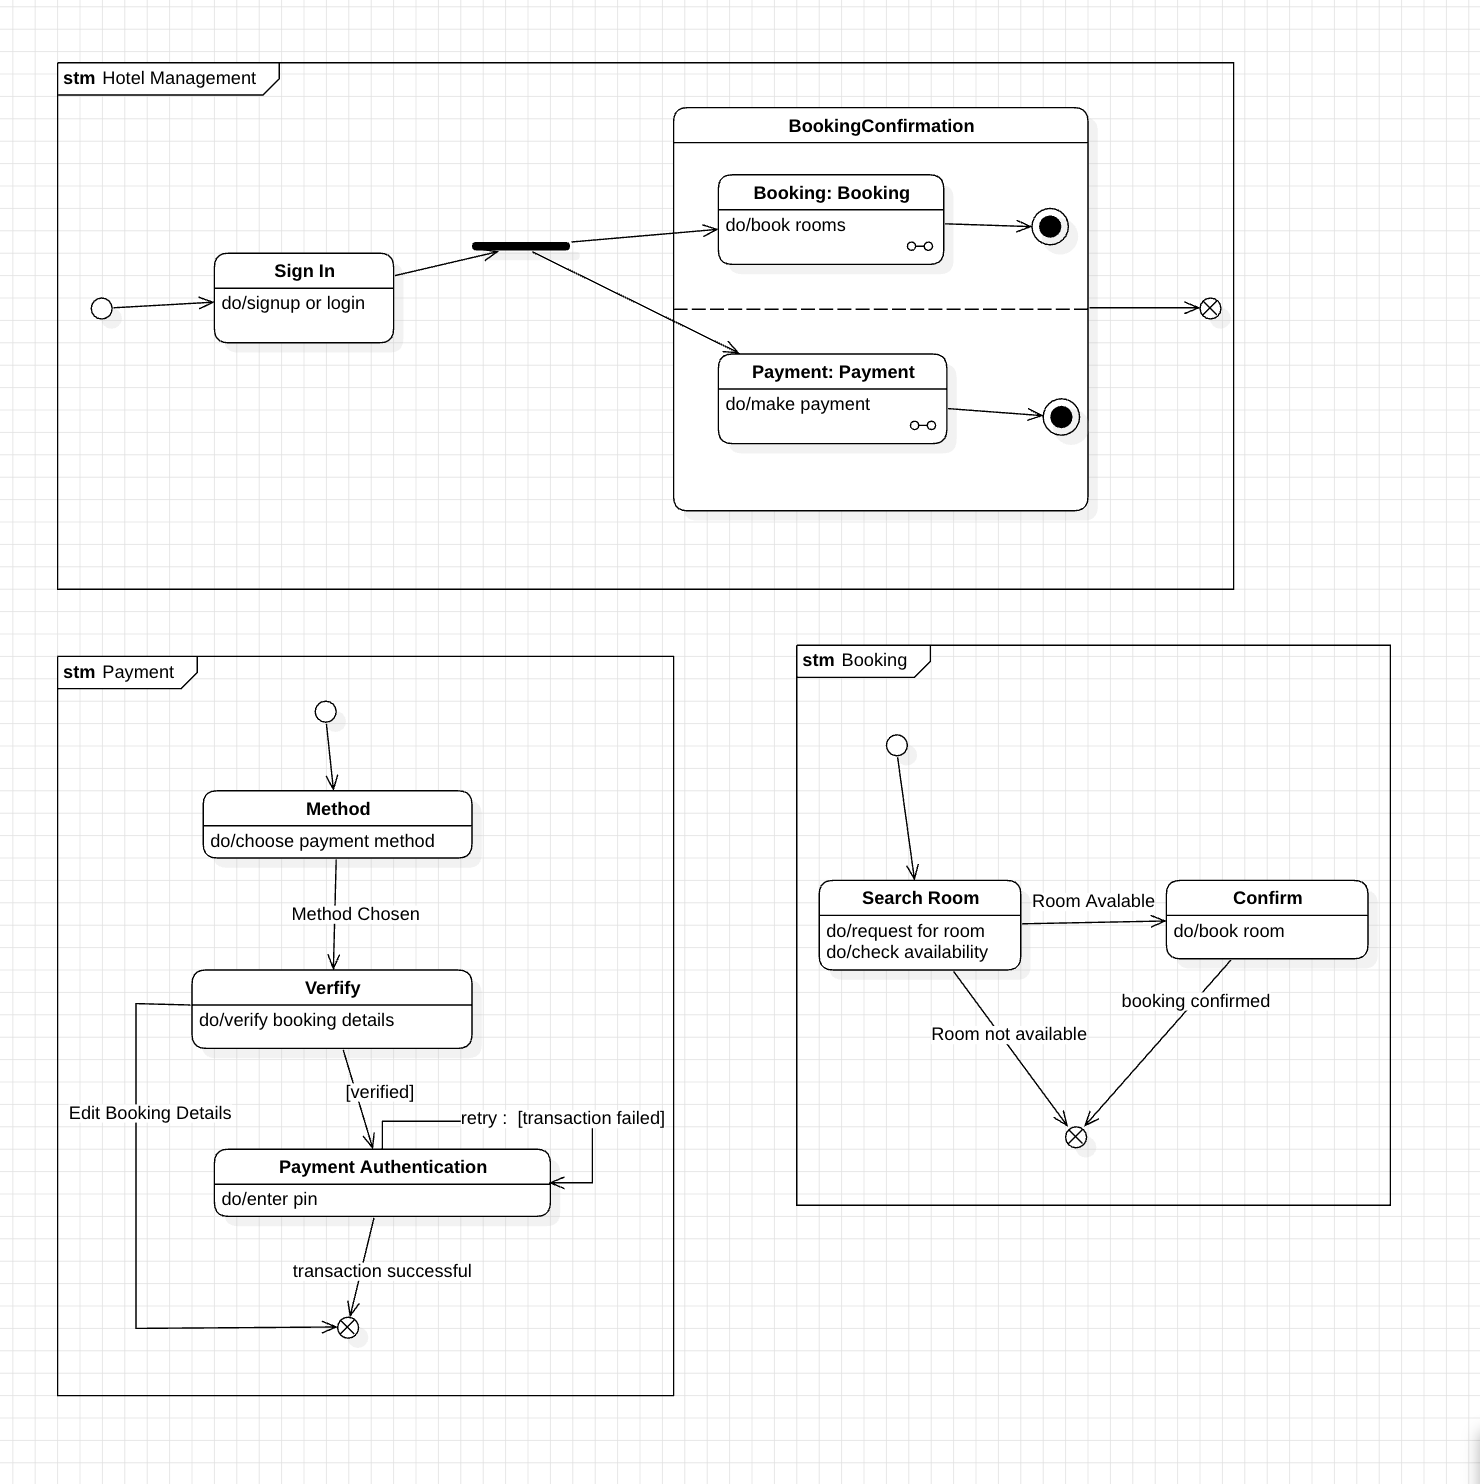 stm Hotel Management
BookingConfirmation
Booking: Booking
do/book rooms
Sign In
do/signup or login
Payment: Payment
do/make payment
stm Payment
Method
do/choose payment method
Method Chosen
Verfify
do/verify booking details
[verified]
Edit Booking Details
retry : [transaction failed]
Payment Authentication
do/enter pin
transaction successful
stm Booking
Search Room
do/request for room
do/check availability
Room Avalable
Confirm
do/book room
booking confirmed
Room not available